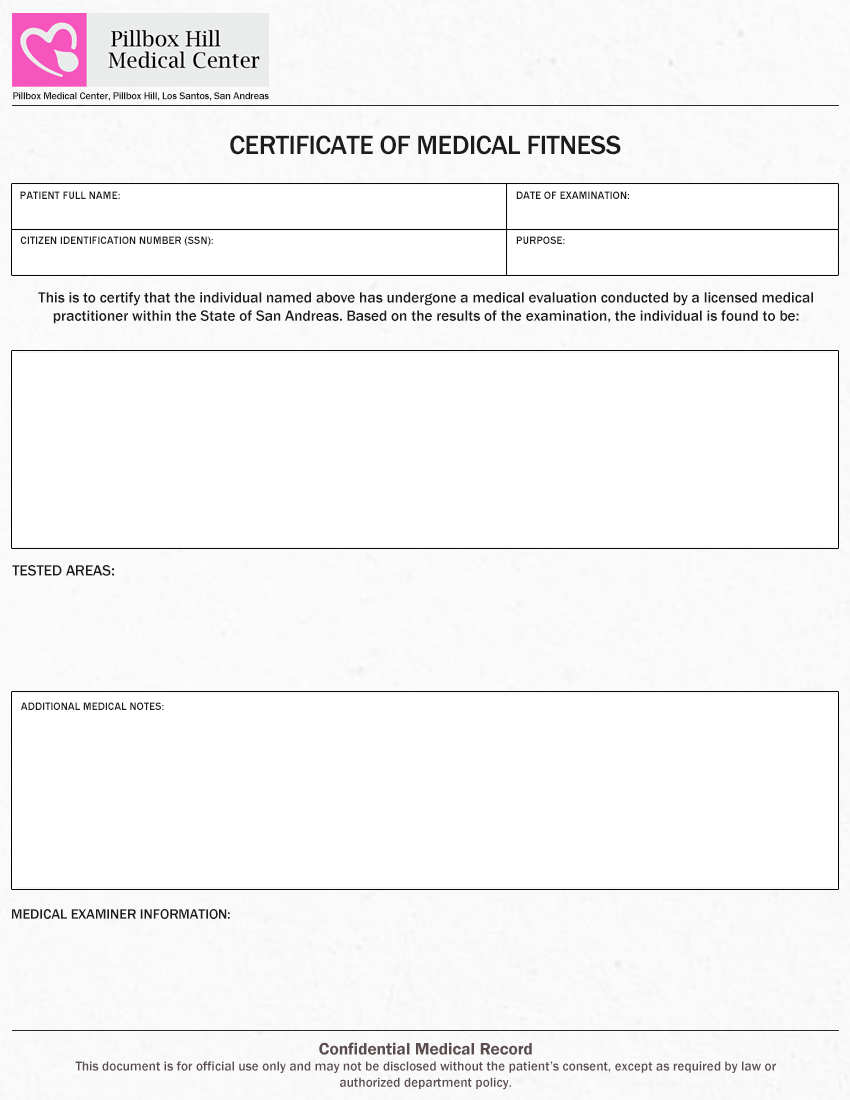 Pillbox Hill
Medical Center
Pillbox Medical Center, Pillbox Hill, Los Santos, San Andreas
CERTIFICATE OF MEDICAL FITNESS
PATIENT FULL NAME:
DATE OF EXAMINATION:
CITIZEN IDENTIFICATION NUMBER (SSN):
PURPOSE:
This is to certify that the individual named above has undergone a medical evaluation conducted by a licensed medical
practitioner within the State of San Andreas. Based on the results of the examination, the individual is found to be:
TESTED AREAS:
ADDITIONAL MEDICAL NOTES:
MEDICAL EXAMINER INFORMATION:
Confidential Medical Record
This document is for official use only and may not be disclosed without the patient’s consent, except as required by law or
authorized department policy.